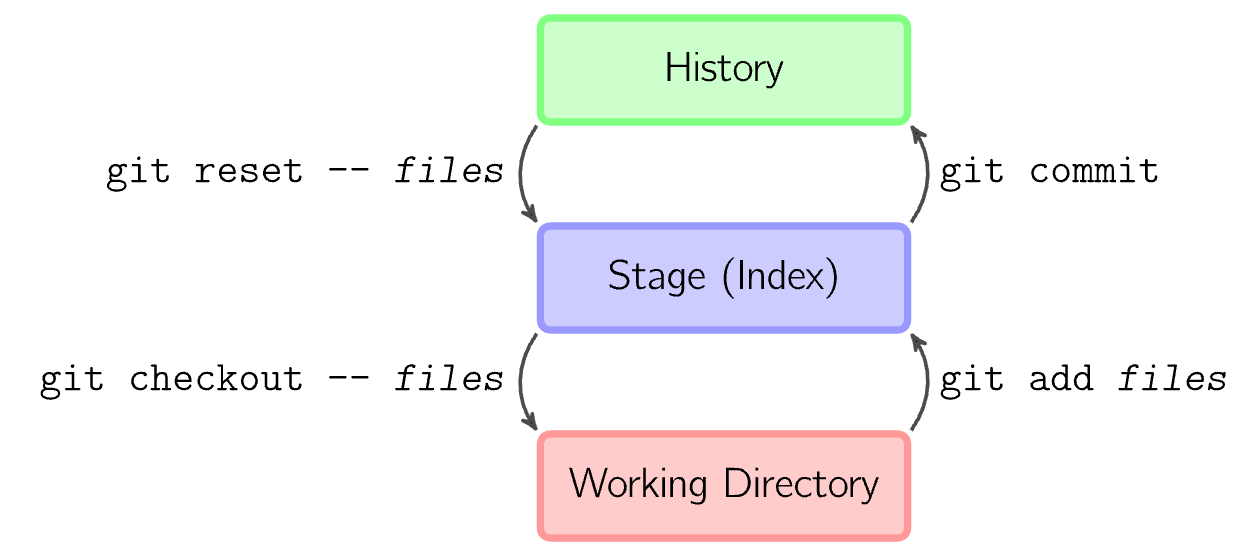 History
git reset -- files
git commit
Stage (Index)
git checkout -- files
git add files
Working Directory